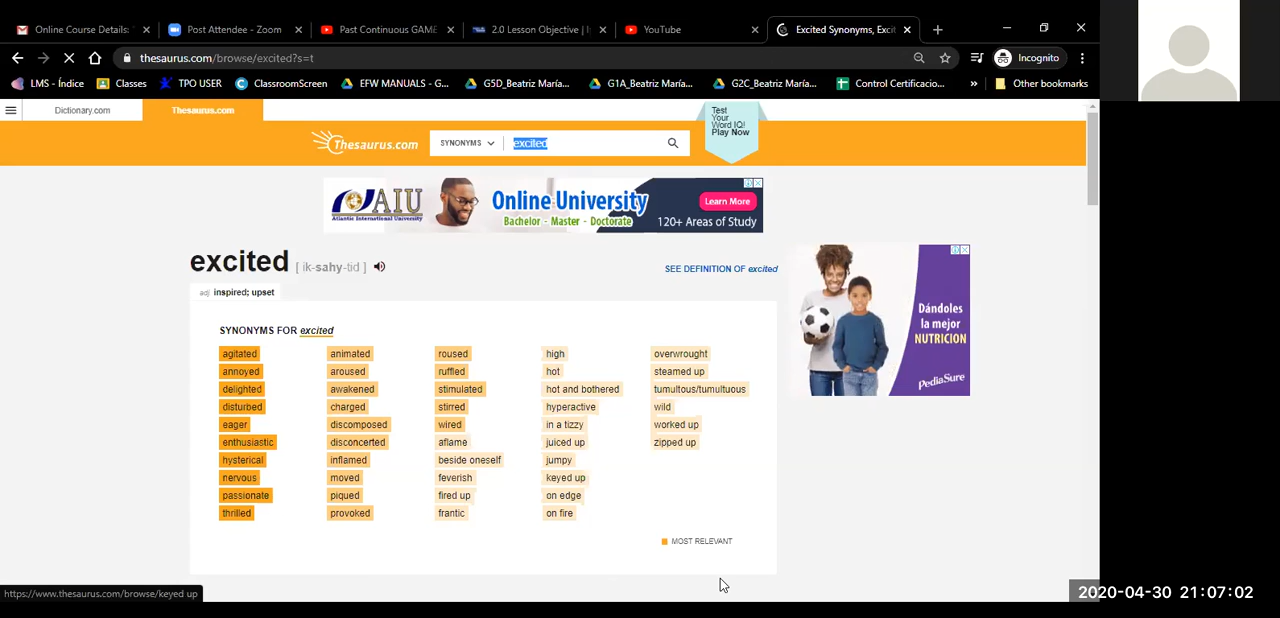 Online Course Details: Post Attendee - Zoom Past Continuous GAME 2.0 Lesson Objective | YouTube Excited Synonyms, Exci
thesaurus.com/browse/excited?s=t Incognito
LMS - Índice Classes TPO USER ClassroomScreen EFW MANUALS - G... G5D_Beatriz María... G1A_Beatriz María... G2C_Beatriz María... Control Certificacio... » Other bookmarks
Dictionary.com Thesaurus.com
Thesaurus.com SYNONYMS excited
Test
Your
Word IQ!
Play Now
AIU Online University Learn More
Atlantic International University Bachelor - Master - Doctorate 120+ Areas of Study
excited [ ik-sahy-tid ] SEE DEFINITION OF excited
adj inspired; upset
SYNONYMS FOR excited
agitated animated roused high overwrought
annoyed aroused ruffled hot steamed up
delighted awakened stimulated hot and bothered tumultous/tumultuous
disturbed charged stirred hyperactive wild
eager discomposed wired in a tizzy worked up
enthusiastic disconcerted aflame juiced up zipped up
hysterical inflamed beside oneself jumpy
nervous moved feverish keyed up
passionate piqued fired up on edge
thrilled provoked frantic on fire
MOST RELEVANT
Dándoles
la mejor
NUTRICION
PediaSure
https://www.thesaurus.com/browse/keyed up
2020-04-30 21:07:02